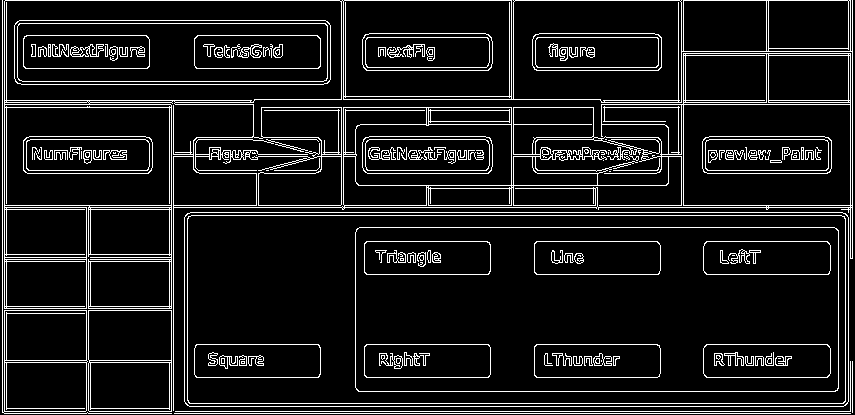 InitNextFigure TetrisGrid nextFig figure
NumFigures Figure GetNextFigure DrawPreview preview_Paint
Triangle Line LeftT
Square RightT LThunder RThunder